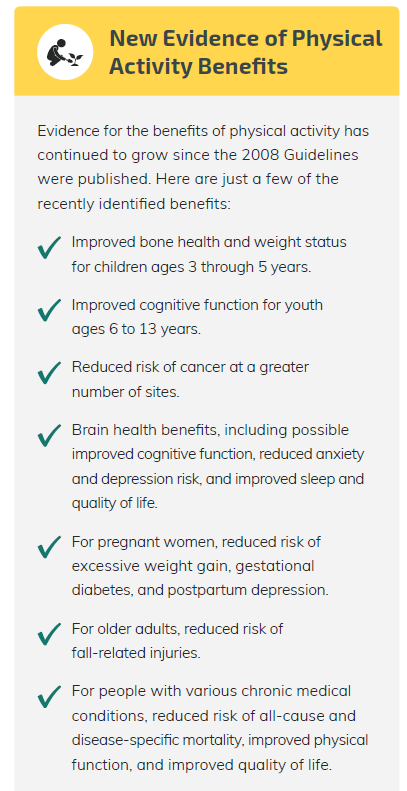 New Evidence of Physical
Activity Benefits
Evidence for the benefits of physical activity has
continued to grow since the 2008 Guidelines
were published. Here are just a few of the
recently identified benefits:
Improved bone health and weight status
for children ages 3 through 5 years.
Improved cognitive function for youth
ages 6 to 13 years.
Reduced risk of cancer at a greater
number of sites.
Brain health benefits, including possible
improved cognitive function, reduced anxiety
and depression risk, and improved sleep and
quality of life.
For pregnant women, reduced risk of
excessive weight gain, gestational
diabetes, and postpartum depression.
For older adults, reduced risk of
fall-related injuries.
For people with various chronic medical
conditions, reduced risk of all-cause and
disease-specific mortality, improved physical
function, and improved quality of life.